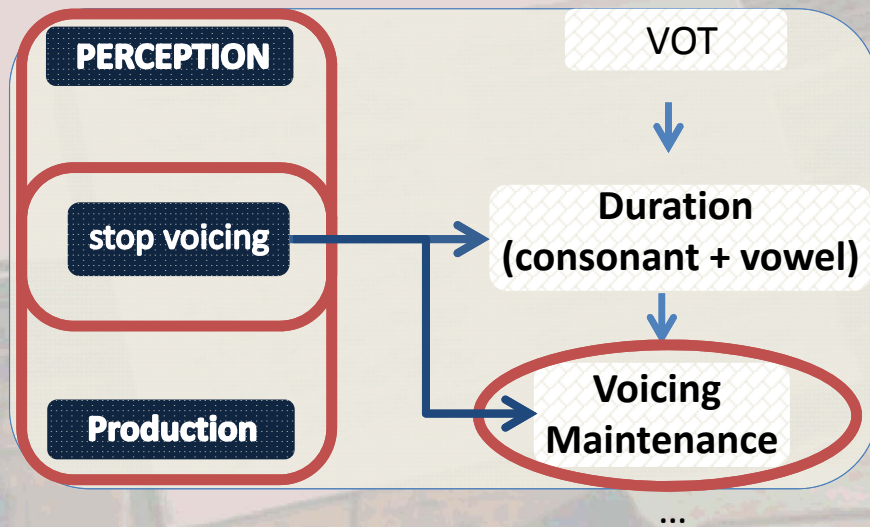 PERCEPTION
VOT
stop voicing
Duration
(consonant + vowel)
Production
Voicing
Maintenance
...